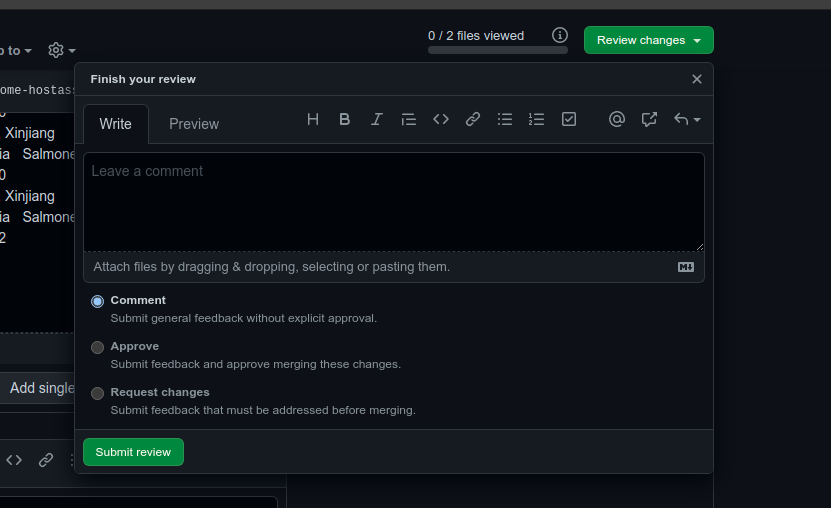 0 / 2 files viewed
Review changes
to
Finish your review
Write
Preview
Leave a comment
Attach files by dragging & dropping, selecting or pasting them.
Comment
Submit general feedback without explicit approval.
Approve
Submit feedback and approve merging these changes.
Request changes
Submit feedback that must be addressed before merging.
Submit review
ome-hostas
Xinjiang
ia Salmone
0
Xinjiang
ia Salmone
2
Add single